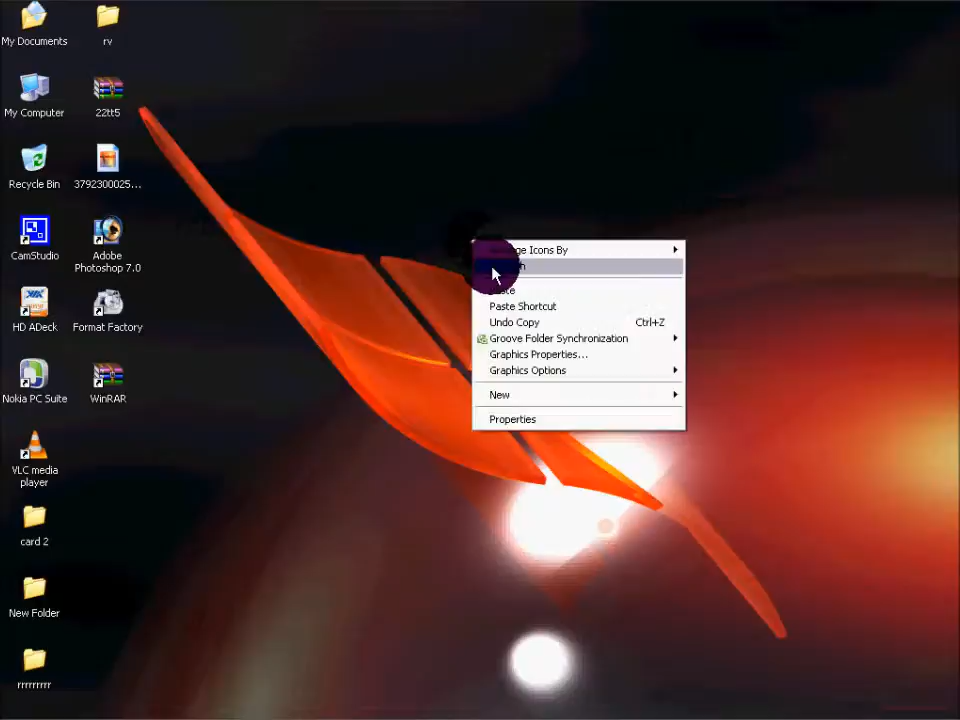 My Documents
rv
My Computer
22tt5
Recycle Bin
3792300025...
CamStudio
Adobe
Photoshop 7.0
HD ADeck
Format Factory
Nokia PC Suite
WinRAR
VLC media
player
card 2
New Folder
rrrrrrrrr
Icons By
Paste Shortcut
Undo Copy Ctrl+Z
Groove Folder Synchronization
Graphics Properties...
Graphics Options
New
Properties